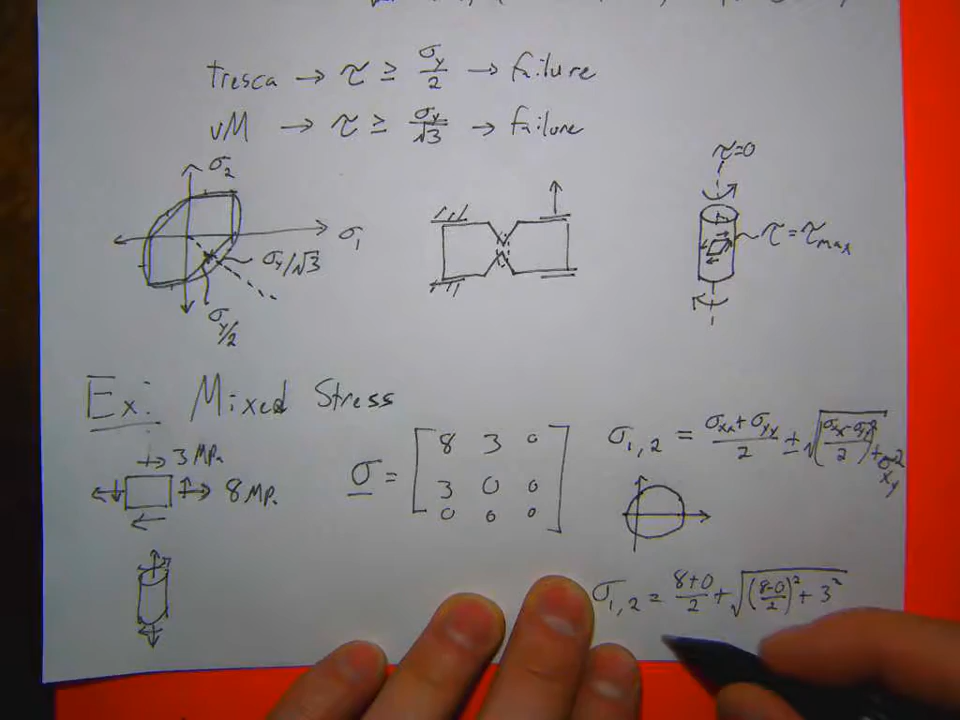 tresca → τ ≥ σy/2 → failure
vM → τ ≥ σy/√3 → failure
σ2
σ1
σy/√3
σy/2
τ=0
τ=τmax
Ex: Mixed Stress
3 MPa
8 MPa
σ = [8 3 0
3 0 0
0 0 0]
σ1,2 = (σxx+σyy)/2 ± √((σxx-σyy)/2)²+σxy²
σ1,2 = (8+0)/2 + √((8-0)/2)²+3²